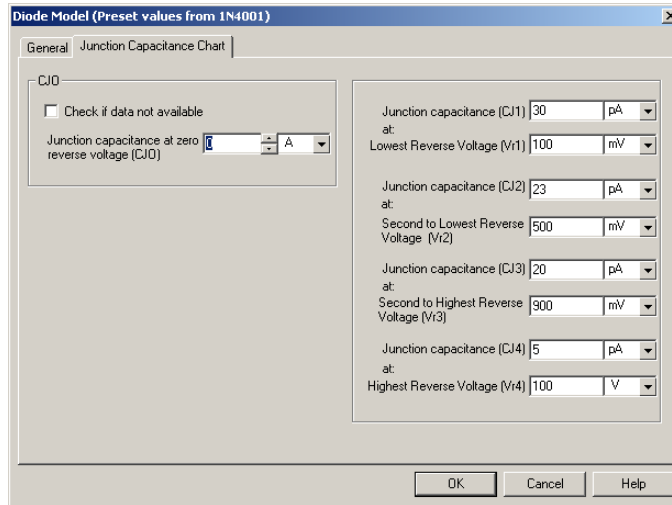 Diode Model (Preset values from 1N4001)
General
Junction Capacitance Chart
CJO
Check if data not available
Junction capacitance at zero
reverse voltage (CJO)
0
A
Junction capacitance (CJ1)
30
pA
at:
Lowest Reverse Voltage (Vr1)
100
mV
Junction capacitance (CJ2)
23
pA
at:
Second to Lowest Reverse
Voltage (Vr2)
500
mV
Junction capacitance (CJ3)
20
pA
at:
Second to Highest Reverse
Voltage (Vr3)
900
mV
Junction capacitance (CJ4)
5
pA
at:
Highest Reverse Voltage (Vr4)
100
V
OK
Cancel
Help